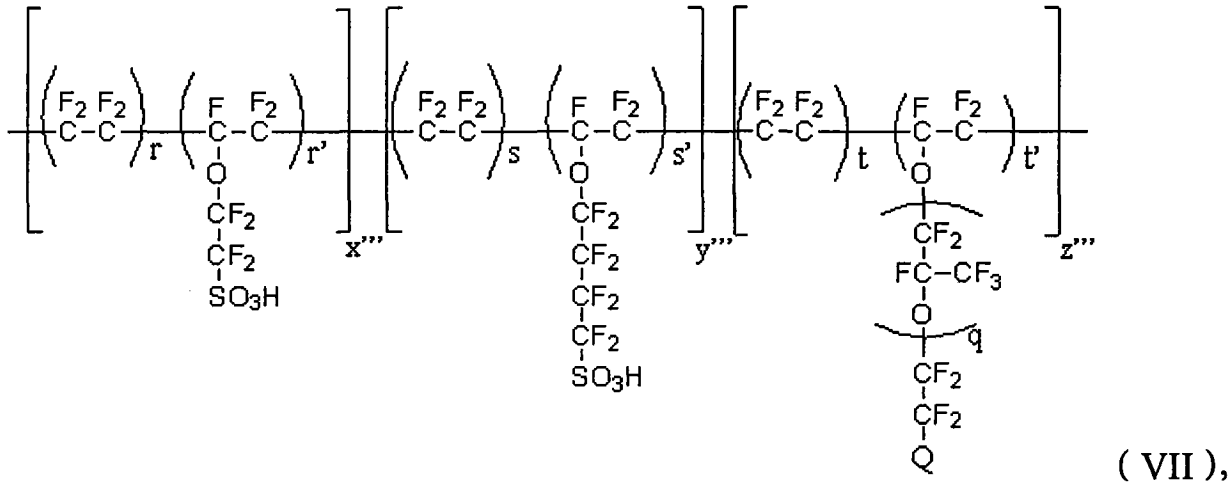 F₂ F₂ F F₂ F₂ F₂ F F₂ F₂ F₂ F F₂
C-C r C-C r' C-C s C-C s' C-C t C-C t'
O O O
CF₂ CF₂ CF₂
x''' y''' z'''
CF₂ CF₂ FC-CF₃
SO₃H CF₂ O
q
CF₂ CF₂
SO₃H CF₂
Q
( VII ),